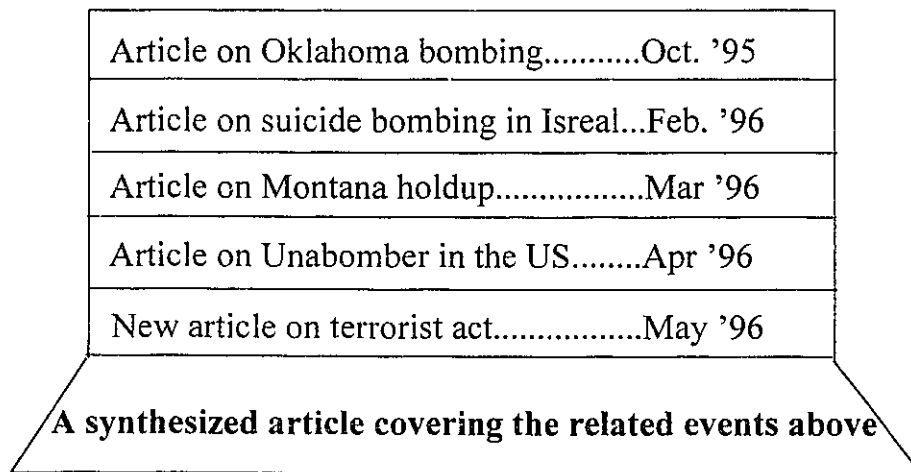 Article on Oklahoma bombing...........Oct. '95
Article on suicide bombing in Isreal...Feb. '96
Article on Montana holdup.................Mar '96
Article on Unabomber in the US........Apr '96
New article on terrorist act.................May '96
A synthesized article covering the related events above